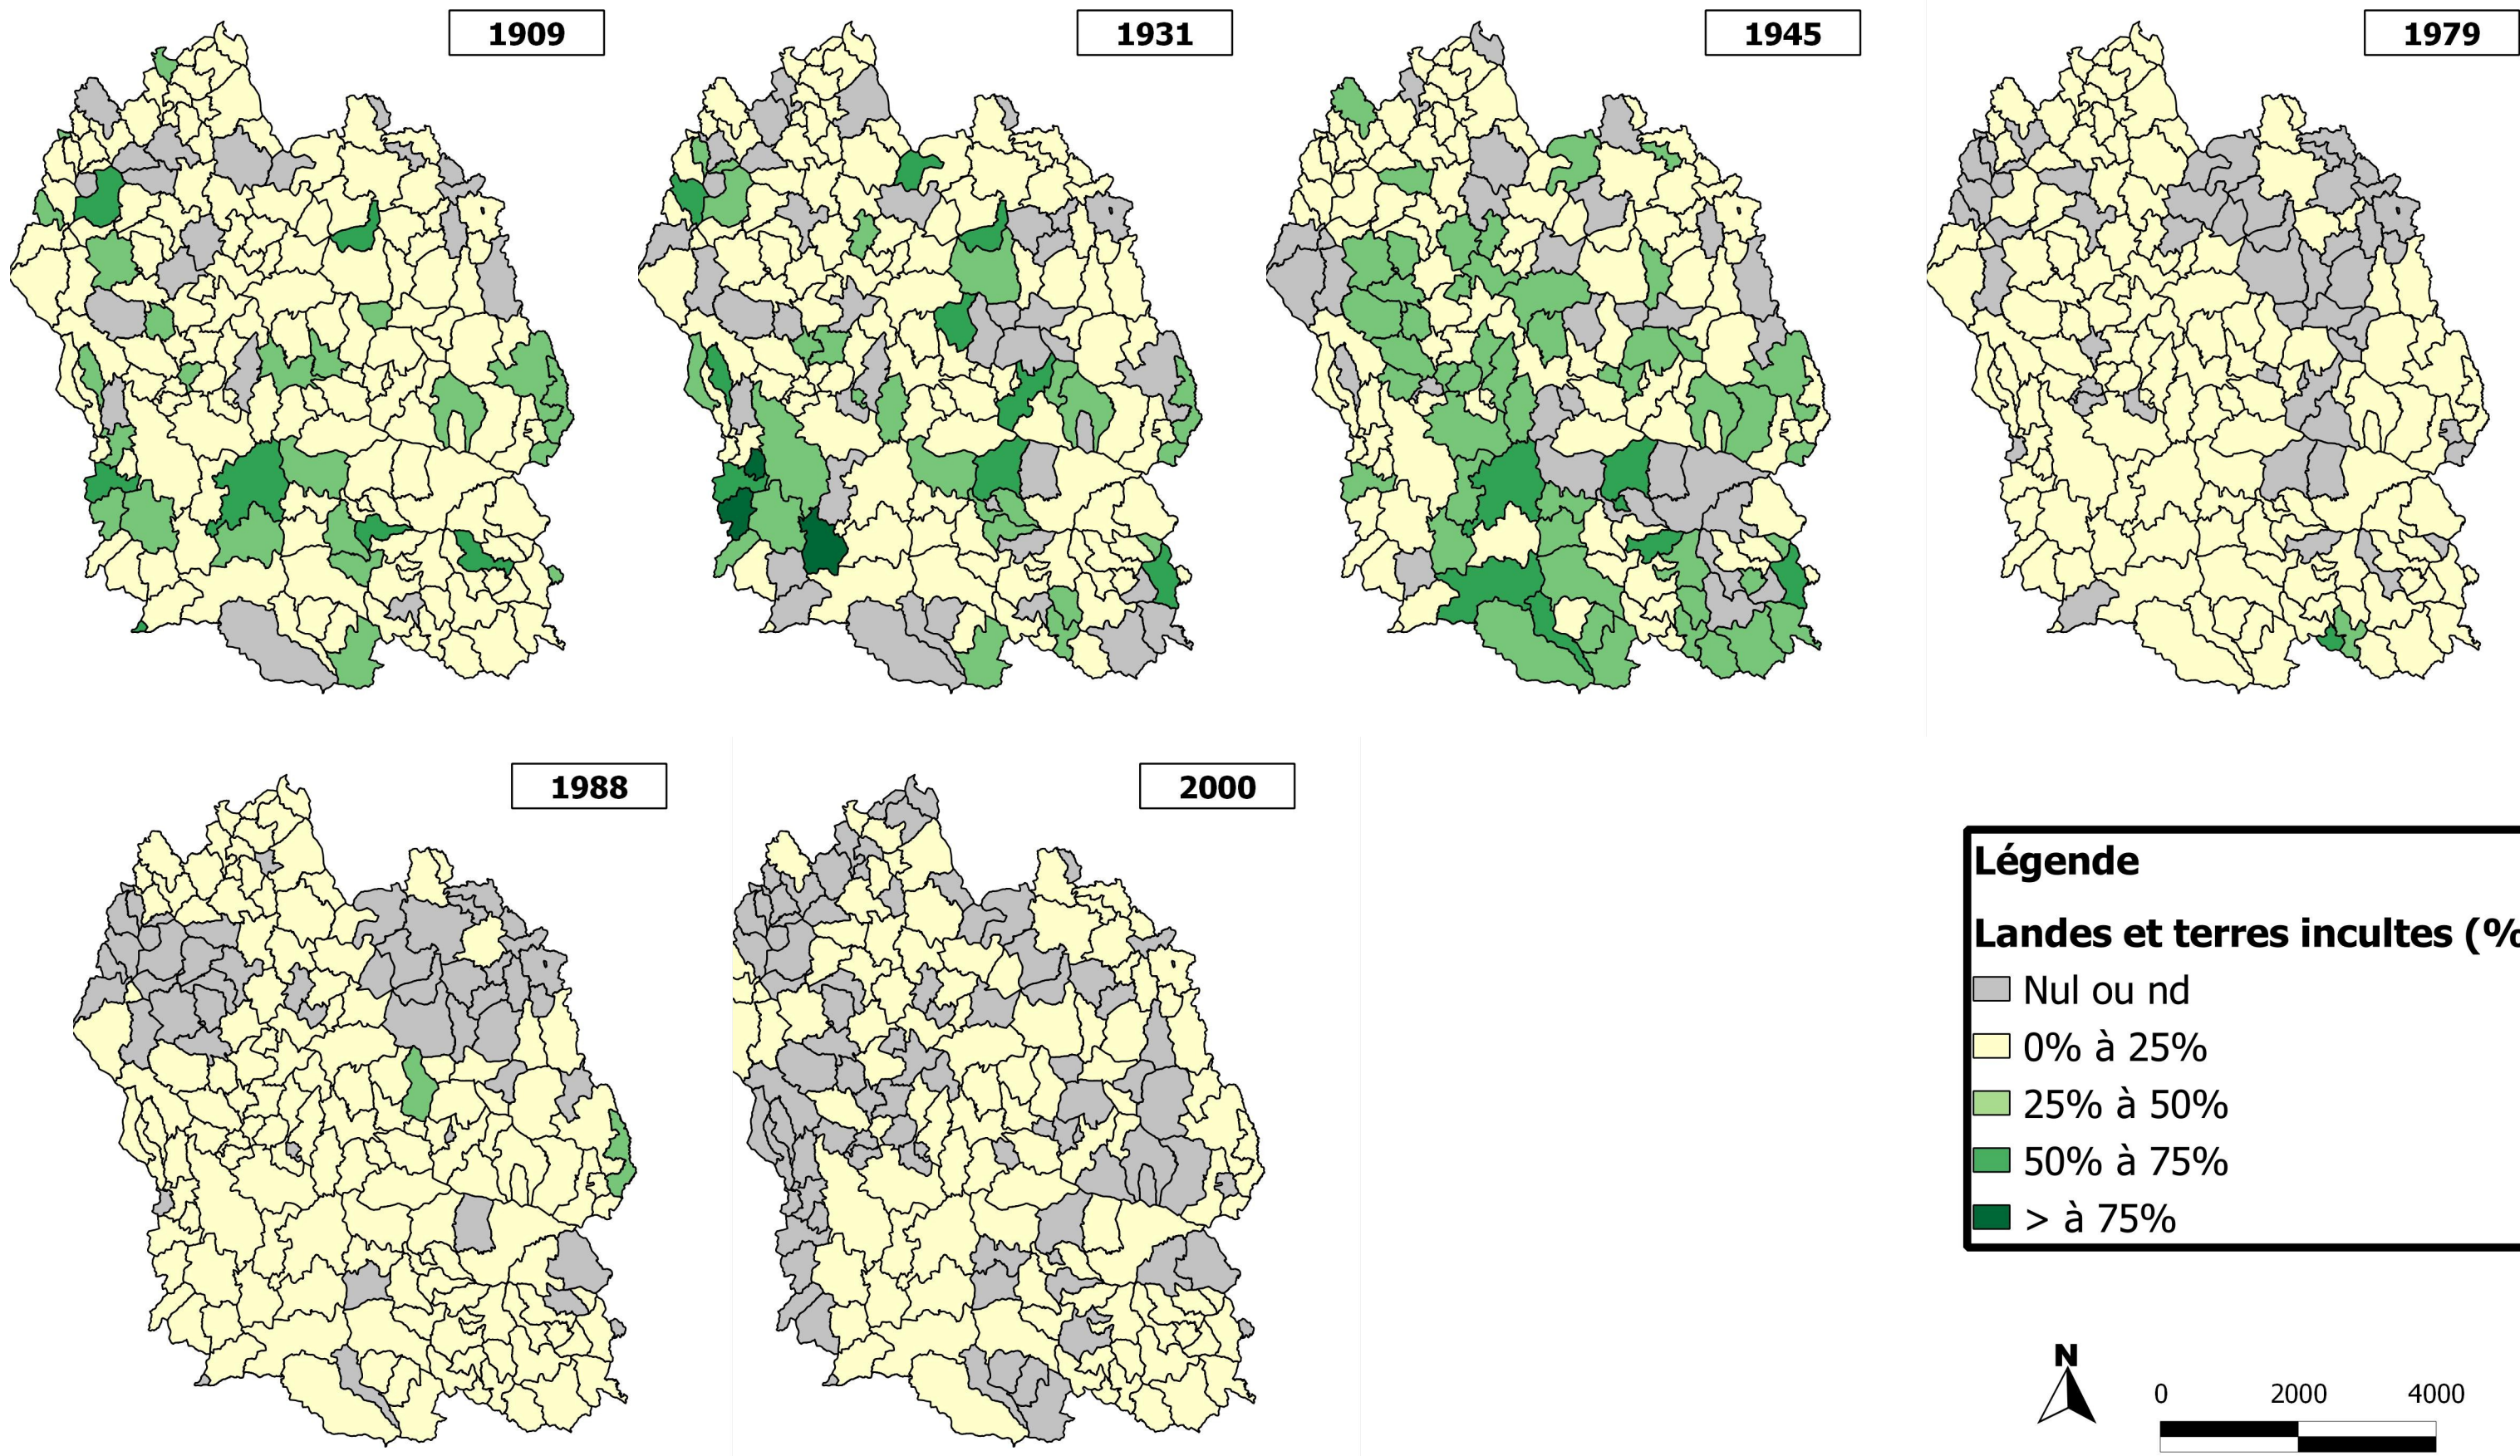 1909
1931
1945
1979
1988
2000
Légende
Landes et terres incultes (%
Nul ou nd
0% à 25%
25% à 50%
50% à 75%
> à 75%
N
0 2000 4000